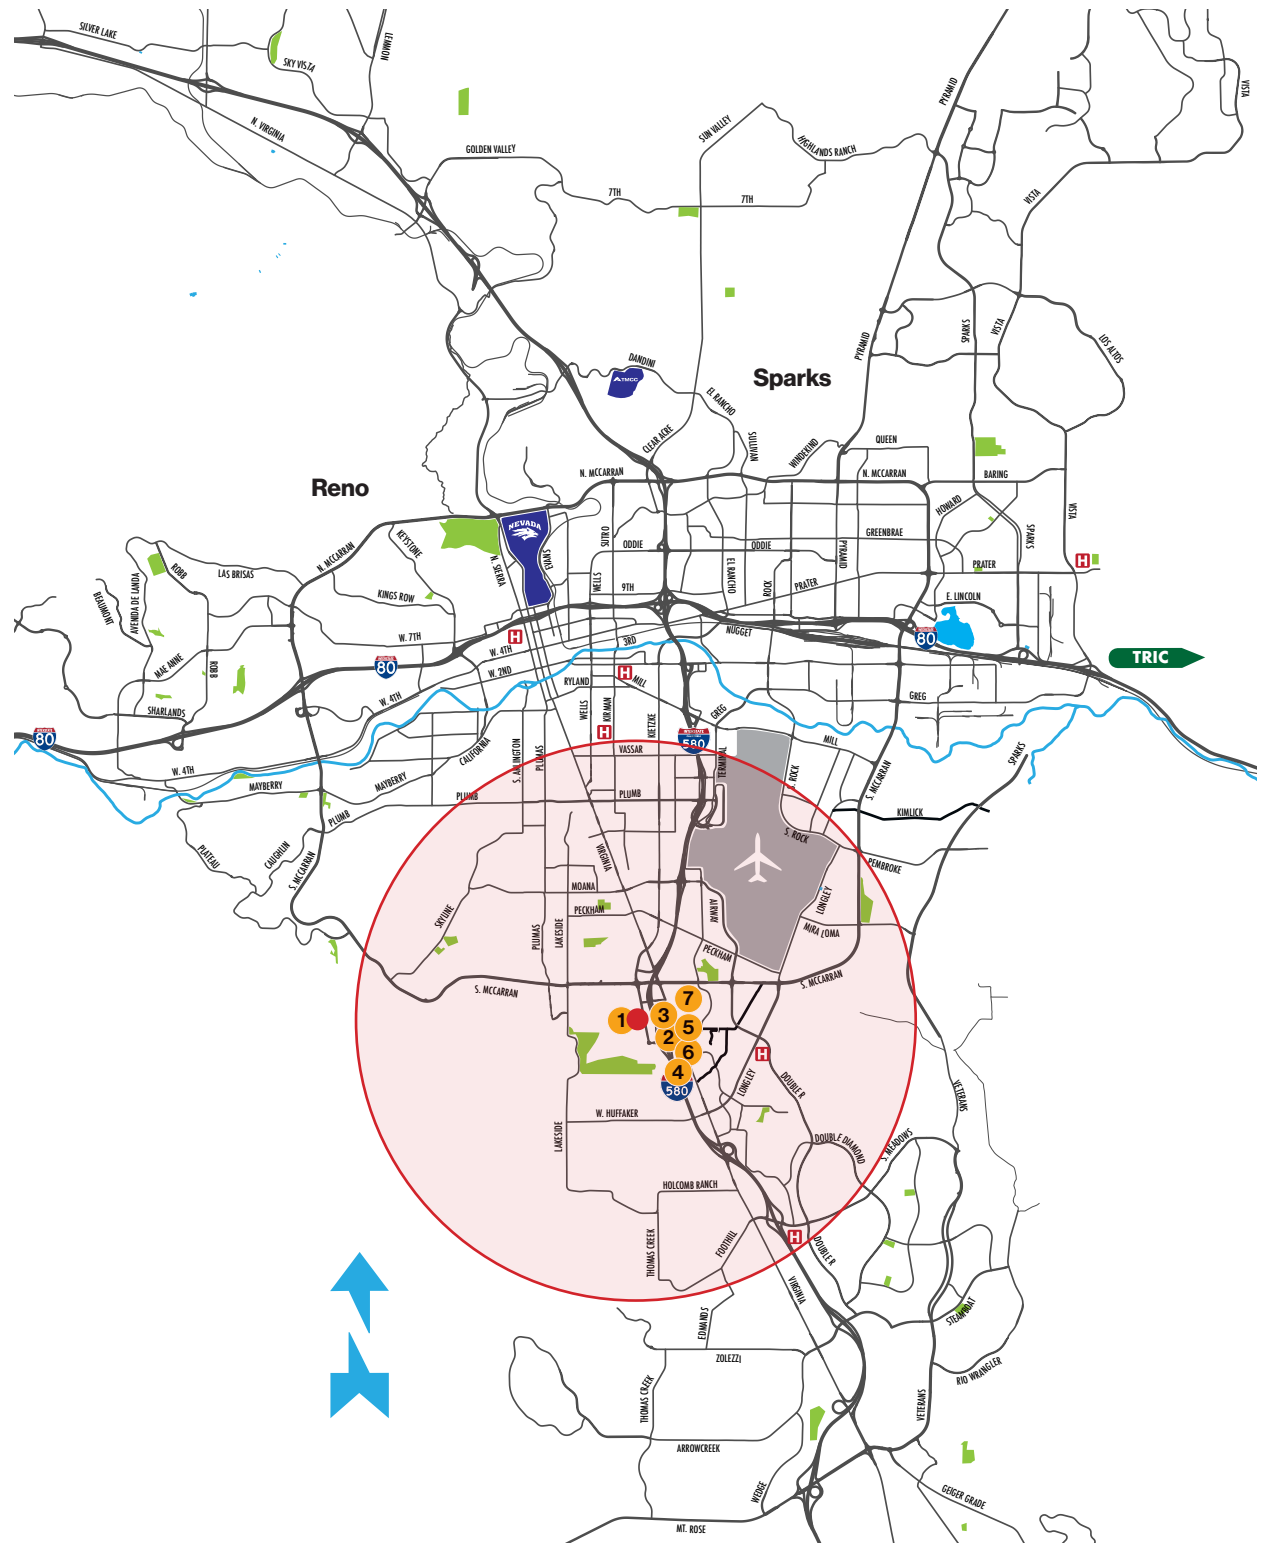 SILVER LAKE
LEMMON
SKY VISTA
VISTA
PYRAMID
N. VIRGINIA
SUN VALLEY
HIGHLANDS RANCH
GOLDEN VALLEY
7TH
7TH
VISTA
SPARKS
VISTA
LOS ALTOS
PYRAMID
DANDINI
TMCC
Sparks
EL RANCHO
CLEAR ACRE
SULLIVAN
WINDEKIND
QUEEN
N. MCCARRAN
N. MCCARRAN
BARING
Reno
HOWARD
VISTA
NEVADA
SUTRO
EVANS
KEYSTONE
N. MCCARRAN
ODDIE
ODDIE
GREENBRAE
SPARKS
PYRAMID
N. SIERRA
ROBB
LAS BRISAS
AVENIDA DE LANDA
BEAUMONT
KINGS ROW
WELLS
9TH
EL RANCHO
ROCK
PRATER
PRATER
H
E. LINCOLN
W. 7TH
H
3RD
NUGGET
INTERSTATE
80
TRIC
W. 4TH
W. 2ND
MAE ANNE
ROBB
INTERSTATE
80
H
MILL
RYLAND
W. 4TH
SHARLANDS
WELLS
KIRMAN
KIETZKE
GREG
GREG
H
INTERSTATE
80
INTERSTATE
580
MILL
VASSAR
CALIFORNIA
S. ARLINGTON
PLUMAS
TERMINAL
S. ROCK
S. MCCARRAN
SPARKS
W. 4TH
MAYBERRY
MAYBERRY
PLUMB
PLUMB
PLUMB
KIMLICK
S. ROCK
PLATEAU
CAUGHLIN
S. MCCARRAN
VIRGINIA
PEMBROKE
MOANA
PECKHAM
AIRWAY
LONGLEY
SKYLINE
PLUMAS
LAKESIDE
MIRA LOMA
PECKHAM
S. MCCARRAN
S. MCCARRAN
7
1
3
5
2
6
4
580
H
LONGLEY
DOUBLE R
VETERANS
W. HUFFAKER
LAKESIDE
DOUBLE DIAMOND
S. MEADOWS
HOLCOMB RANCH
THOMAS CREEK
FOOTHILL
H
DOUBLE R
VIRGINIA
STEAMBOAT
EDMANDS
ZOLEZZI
RIO WRANGLER
THOMAS CREEK
VETERANS
ARROWCREEK
WEDGE
GEIGER GRADE
MT. ROSE